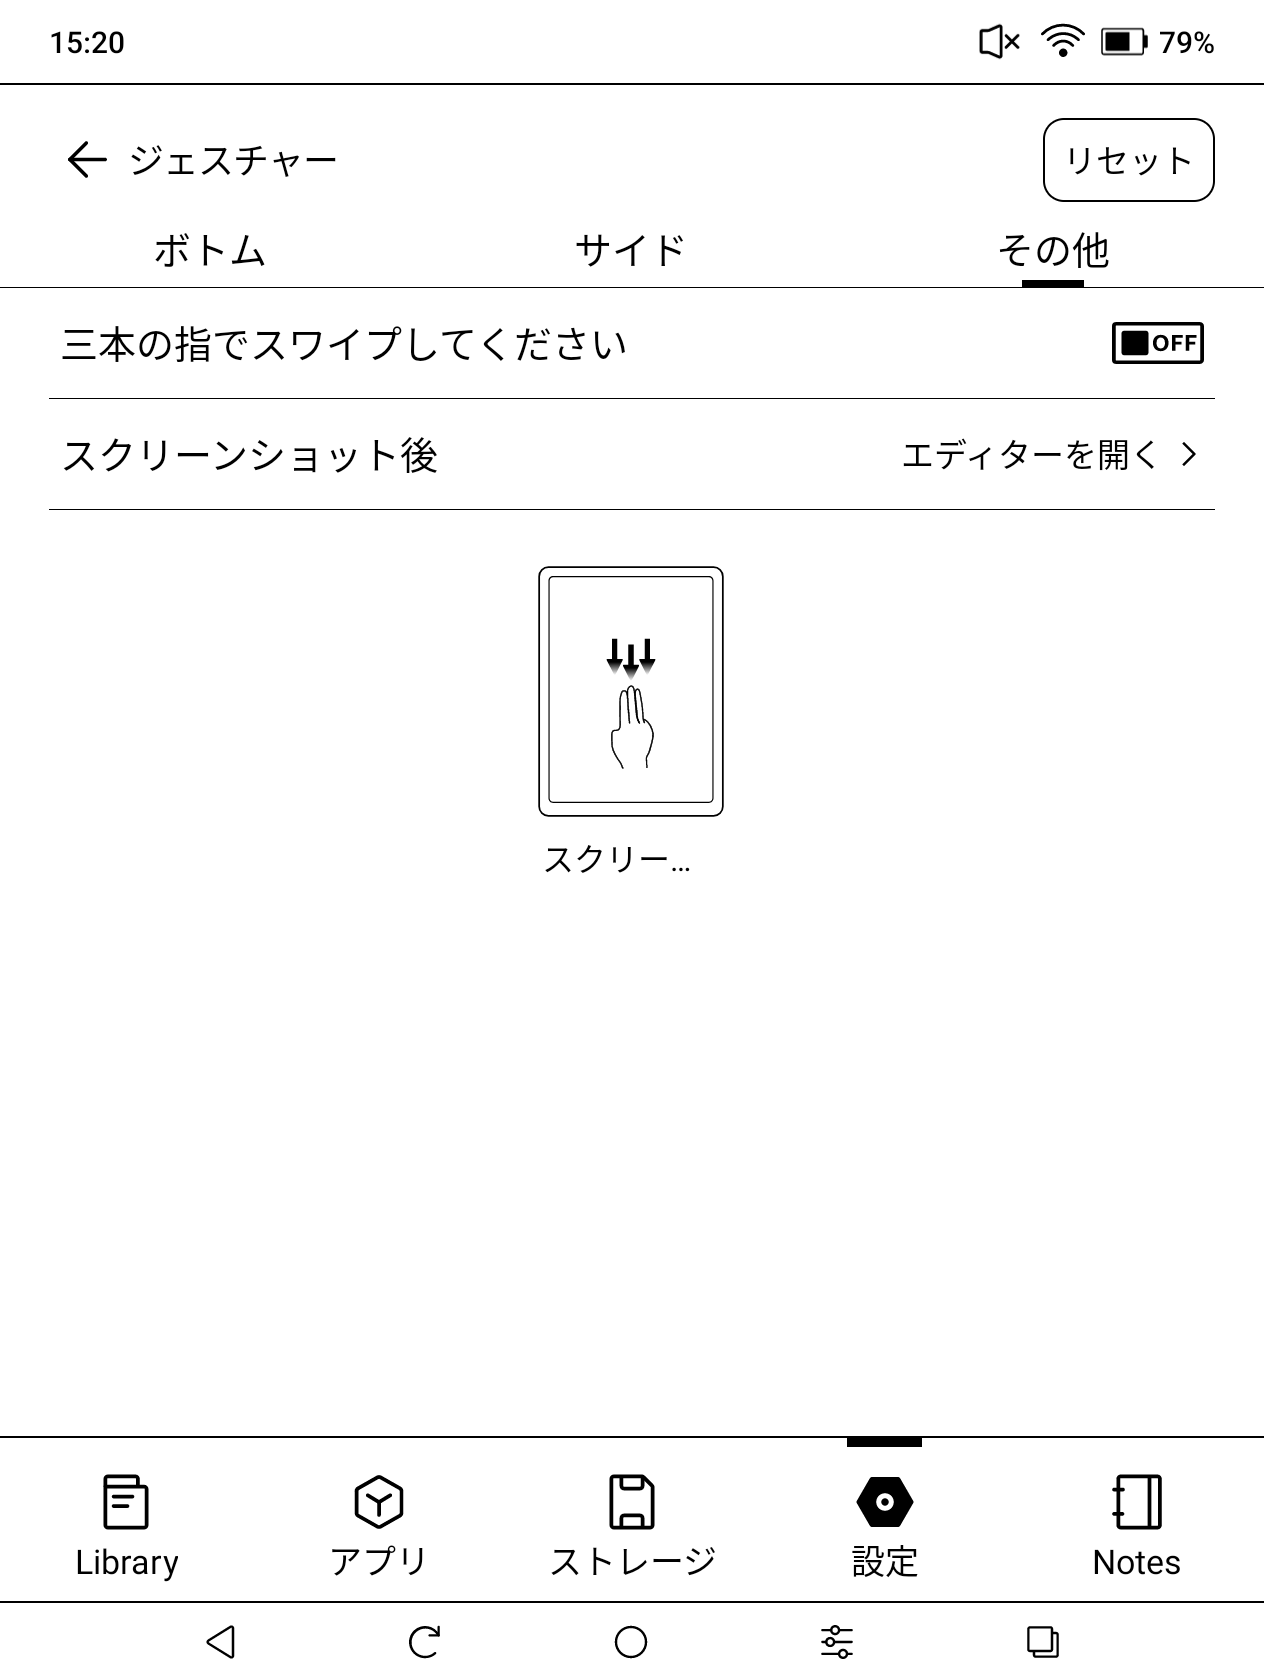 15:20
79%
ジェスチャー
リセット
ボトム
サイド
その他
三本の指でスワイプしてください
OFF
スクリーンショット後
エディターを開く
スクリー...
Library
アプリ
ストレージ
設定
Notes